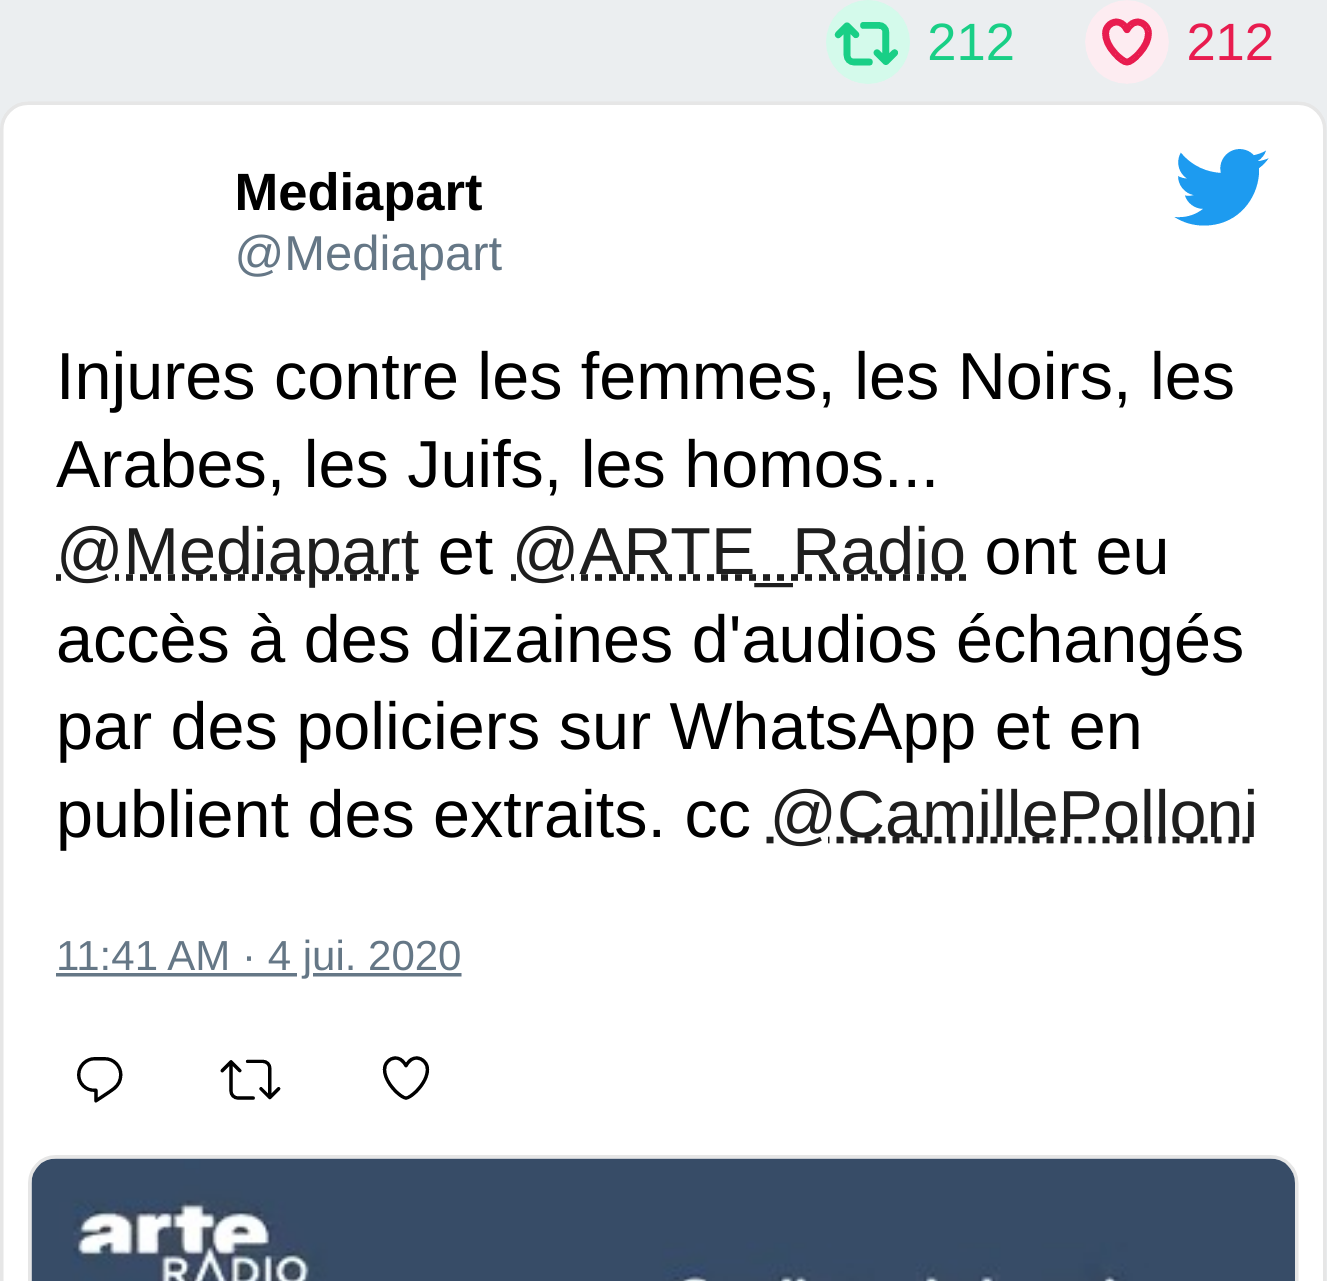 212 212
Mediapart
@Mediapart
Injures contre les femmes, les Noirs, les
Arabes, les Juifs, les homos...
@Mediapart et @ARTE_Radio ont eu
accès à des dizaines d'audios échangés
par des policiers sur WhatsApp et en
publient des extraits. cc @CamillePolloni
11:41 AM · 4 jui. 2020
arte
RADIO